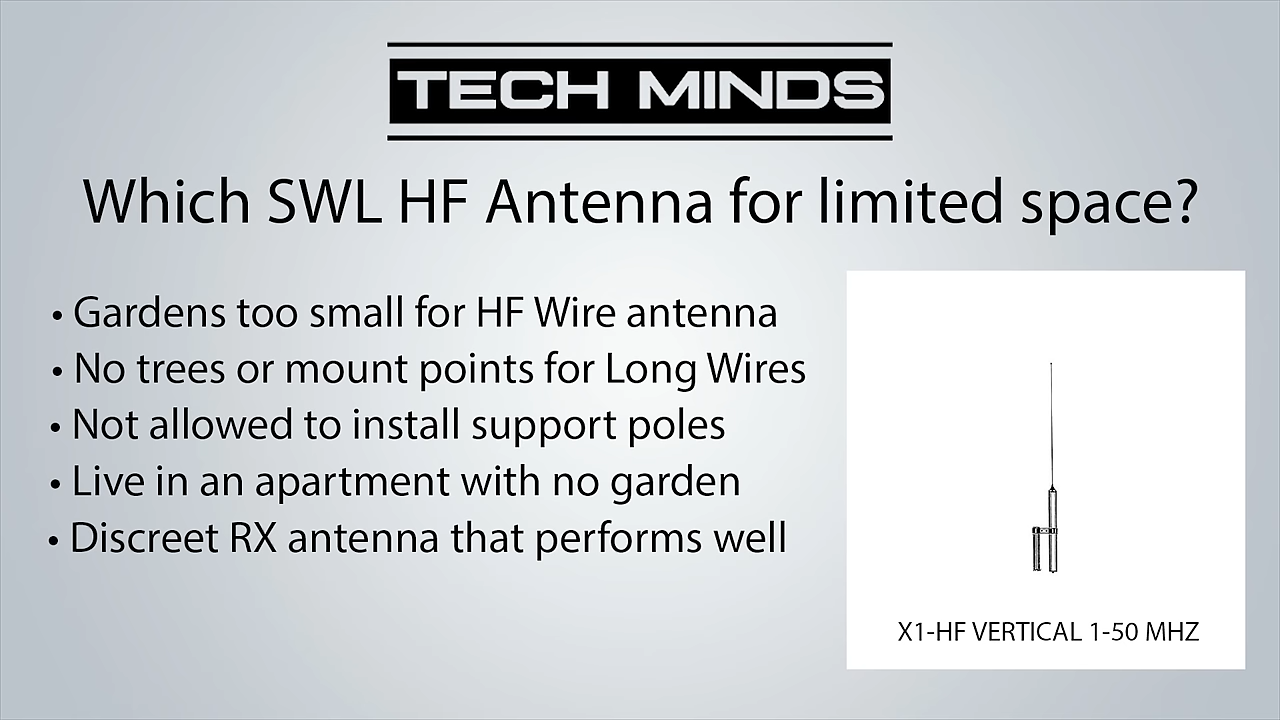 TECH MINDS
Which SWL HF Antenna for limited space?
• Gardens too small for HF Wire antenna
• No trees or mount points for Long Wires
• Not allowed to install support poles
• Live in an apartment with no garden
• Discreet RX antenna that performs well
X1-HF VERTICAL 1-50 MHZ